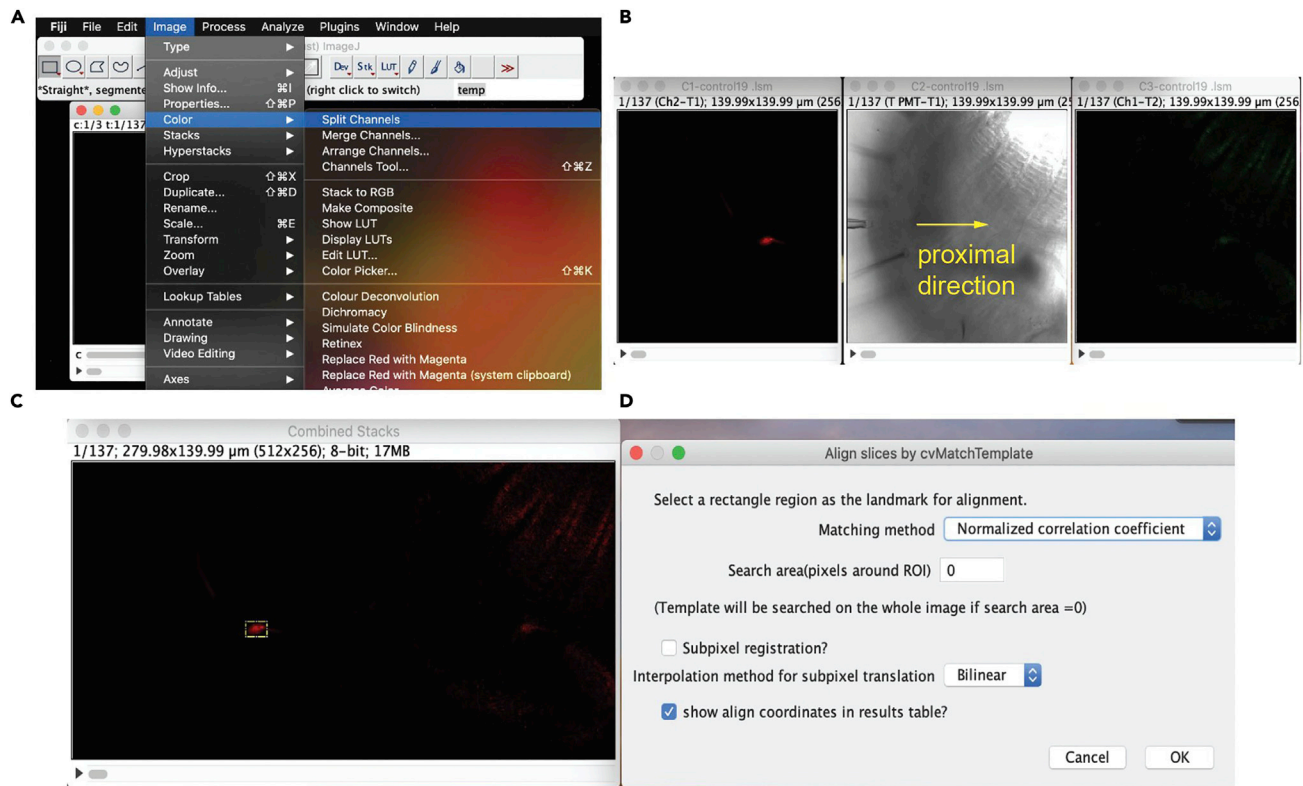 A
Fiji File Edit Image Process Analyze Plugins Window Help
Type
ImageJ
Dev Stk LUT
*Straight*, segmente
(right click to switch) temp
c:1/3 t:1/137
Adjust
Show Info... ⌘I
Properties... ⇧⌘P
Color
Stacks
Hyperstacks
Crop ⇧⌘X
Duplicate... ⇧⌘D
Rename...
Scale... ⌘E
Transform
Zoom
Overlay
Lookup Tables
Annotate
Drawing
Video Editing
Axes
c
Split Channels
Merge Channels...
Arrange Channels...
Channels Tool... ⇧⌘Z
Stack to RGB
Make Composite
Show LUT
Display LUTs
Edit LUT...
Color Picker... ⇧⌘K
Colour Deconvolution
Dichromacy
Simulate Color Blindness
Retinex
Replace Red with Magenta
Replace Red with Magenta (system clipboard)
B
C1-control19 .lsm
1/137 (Ch2-T1); 139.99x139.99 µm (256
C2-control19 .lsm
1/137 (T PMT-T1); 139.99x139.99 µm (25
proximal
direction
C3-control19 .lsm
1/137 (Ch1-T2); 139.99x139.99 µm (256
C
Combined Stacks
1/137; 279.98x139.99 µm (512x256); 8-bit; 17MB
D
Align slices by cvMatchTemplate
Select a rectangle region as the landmark for alignment.
Matching method Normalized correlation coefficient
Search area(pixels around ROI) 0
(Template will be searched on the whole image if search area =0)
Subpixel registration?
Interpolation method for subpixel translation Bilinear
show align coordinates in results table?
Cancel OK